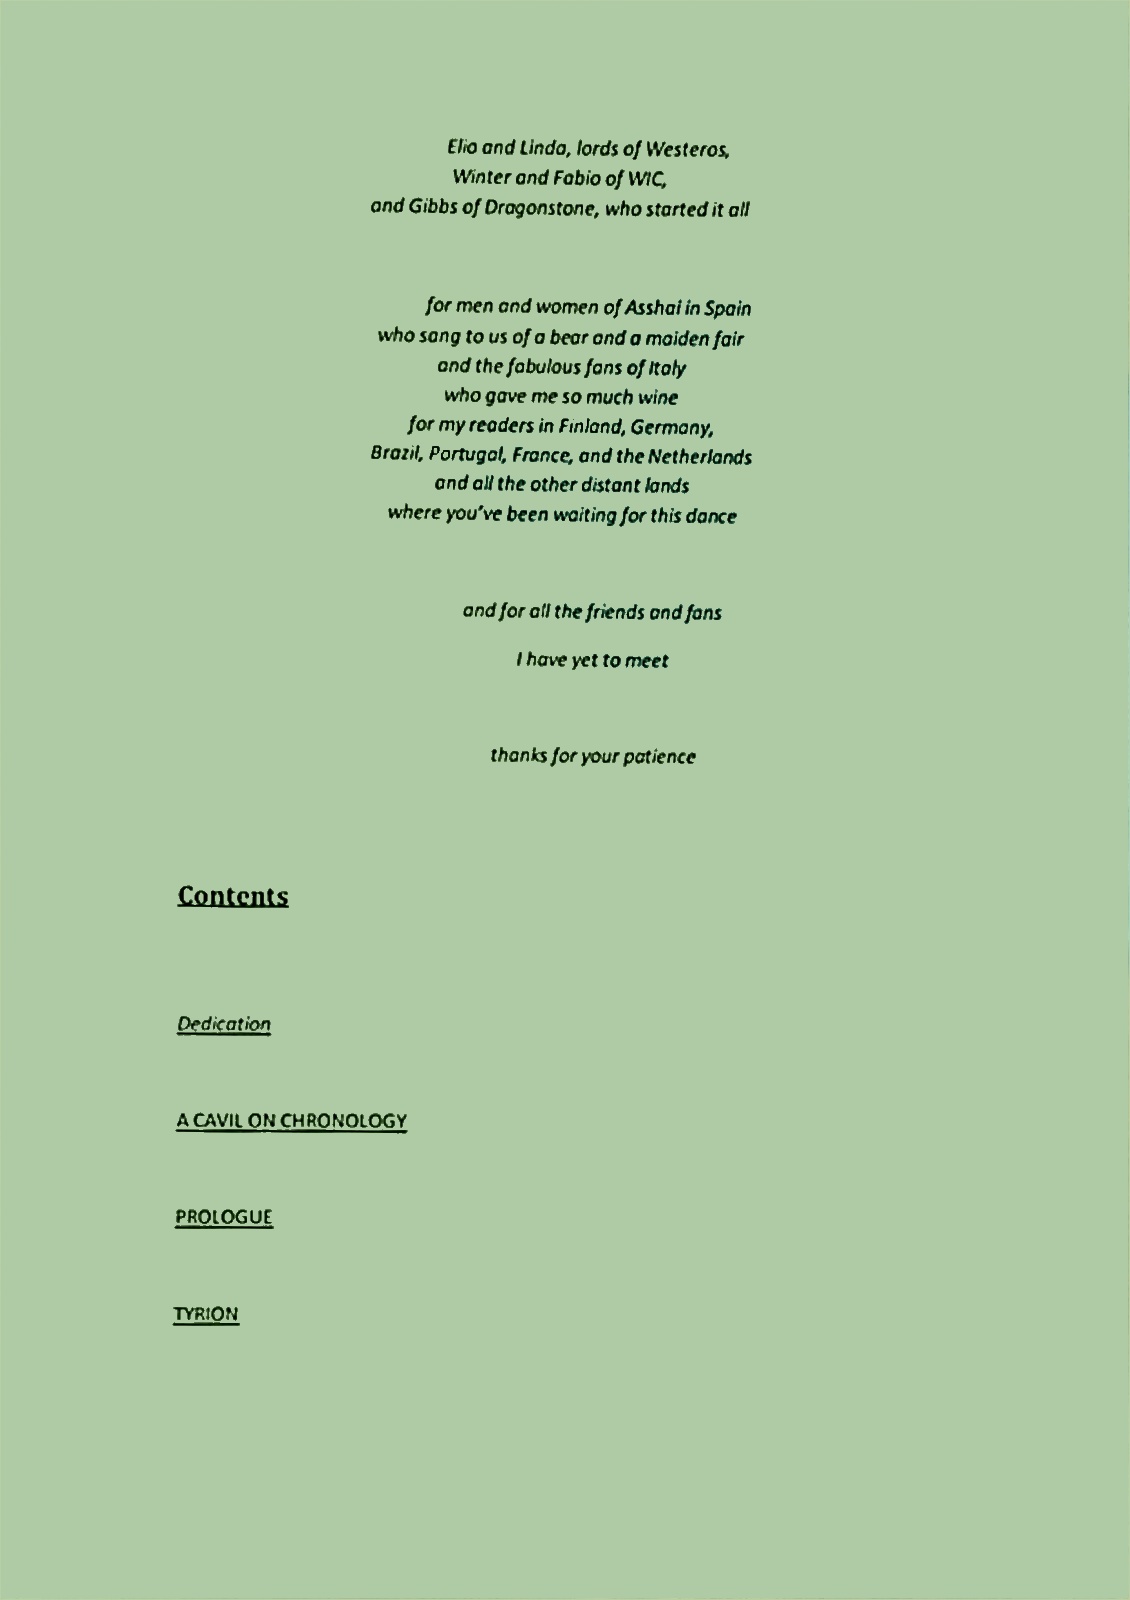 Elio and Linda, lords of Westeros,
Winter and Fabio of WIC,
and Gibbs of Dragonstone, who started it all
for men and women of Asshai in Spain
who sang to us of a bear and a maiden fair
and the fabulous fans of Italy
who gave me so much wine
for my readers in Finland, Germany,
Brazil, Portugal, France, and the Netherlands
and all the other distant lands
where you've been waiting for this dance
and for all the friends and fans
I have yet to meet
thanks for your patience
Contents
Dedication
A CAVIL ON CHRONOLOGY
PROLOGUE
TYRION